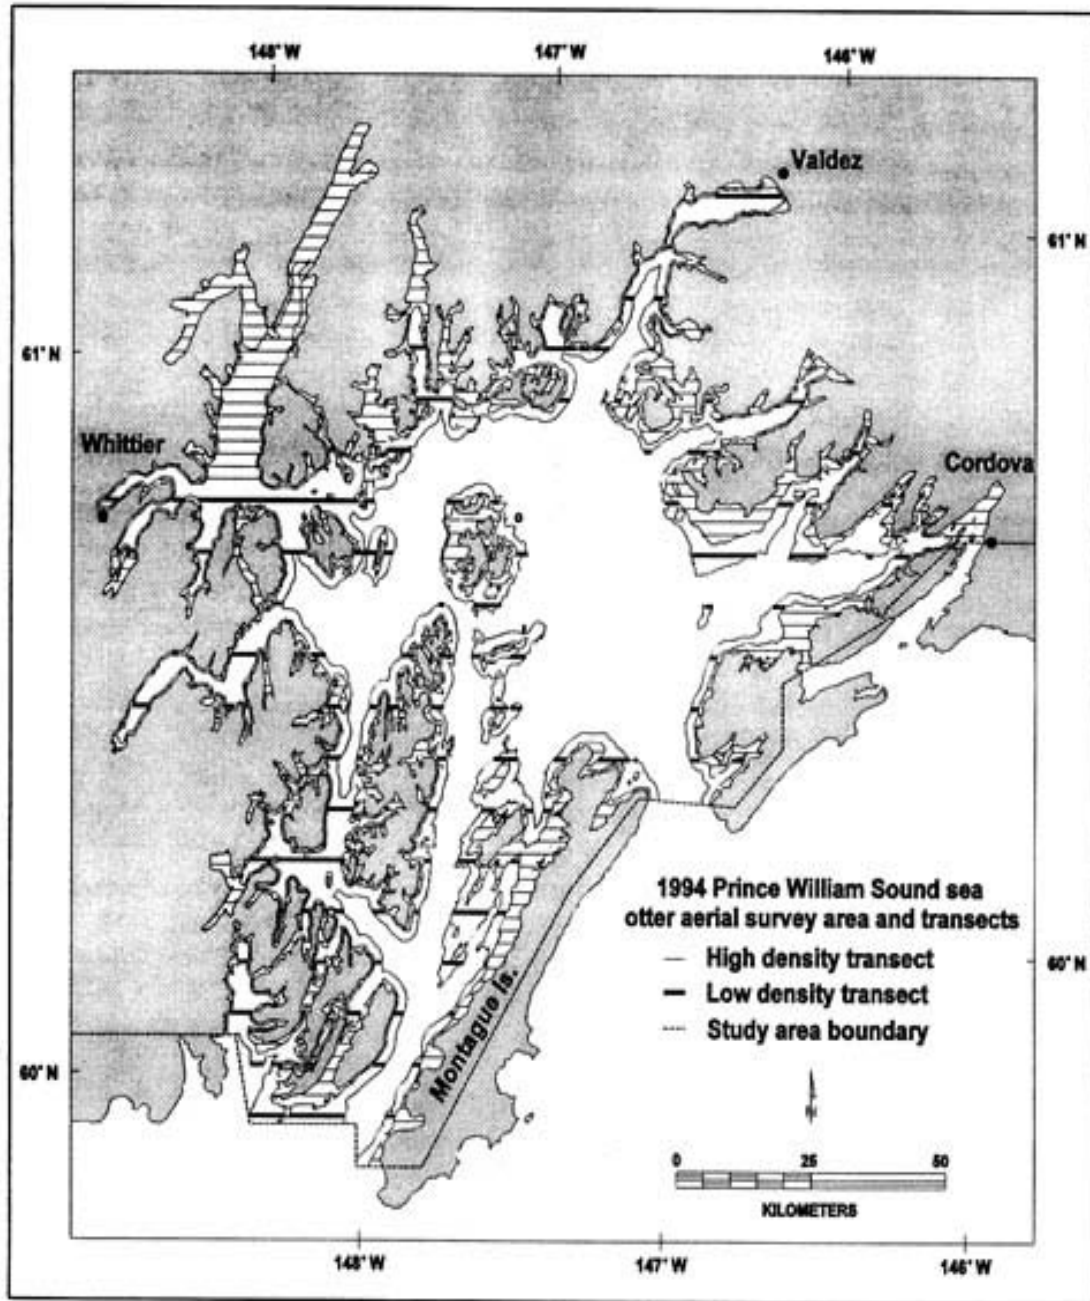 148° W 147° W 146° W
Valdez
61° N
61° N
Whittier
Cordova
1994 Prince William Sound sea
otter aerial survey area and transects
High density transect
Low density transect
Study area boundary
60° N
Montague Is.
60° N
N
0 25 50
KILOMETERS
148° W 147° W 146° W